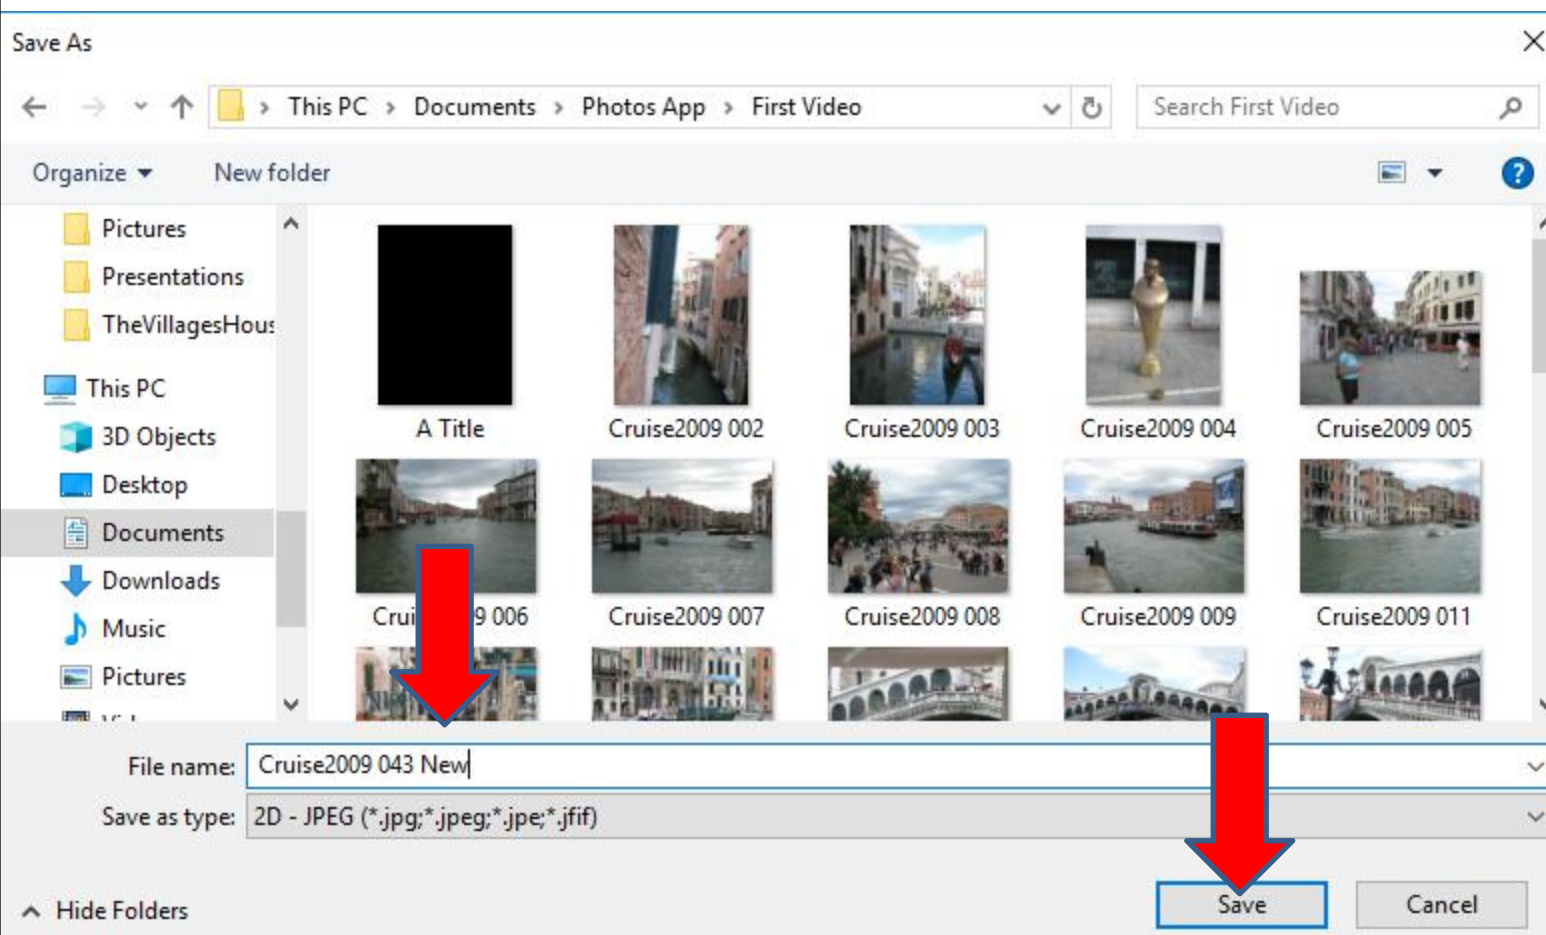 Save As
This PC > Documents > Photos App > First Video
Search First Video
Organize
New folder
Pictures
Presentations
TheVillagesHous
This PC
3D Objects
Desktop
Documents
Downloads
Music
Pictures
A Title
Cruise2009 002
Cruise2009 003
Cruise2009 004
Cruise2009 005
9 006
Cruise2009 007
Cruise2009 008
Cruise2009 009
Cruise2009 011
File name: Cruise2009 043 New
Save as type: 2D - JPEG (*.jpg;*.jpeg;*.jpe;*.jfif)
Hide Folders
Save
Cancel